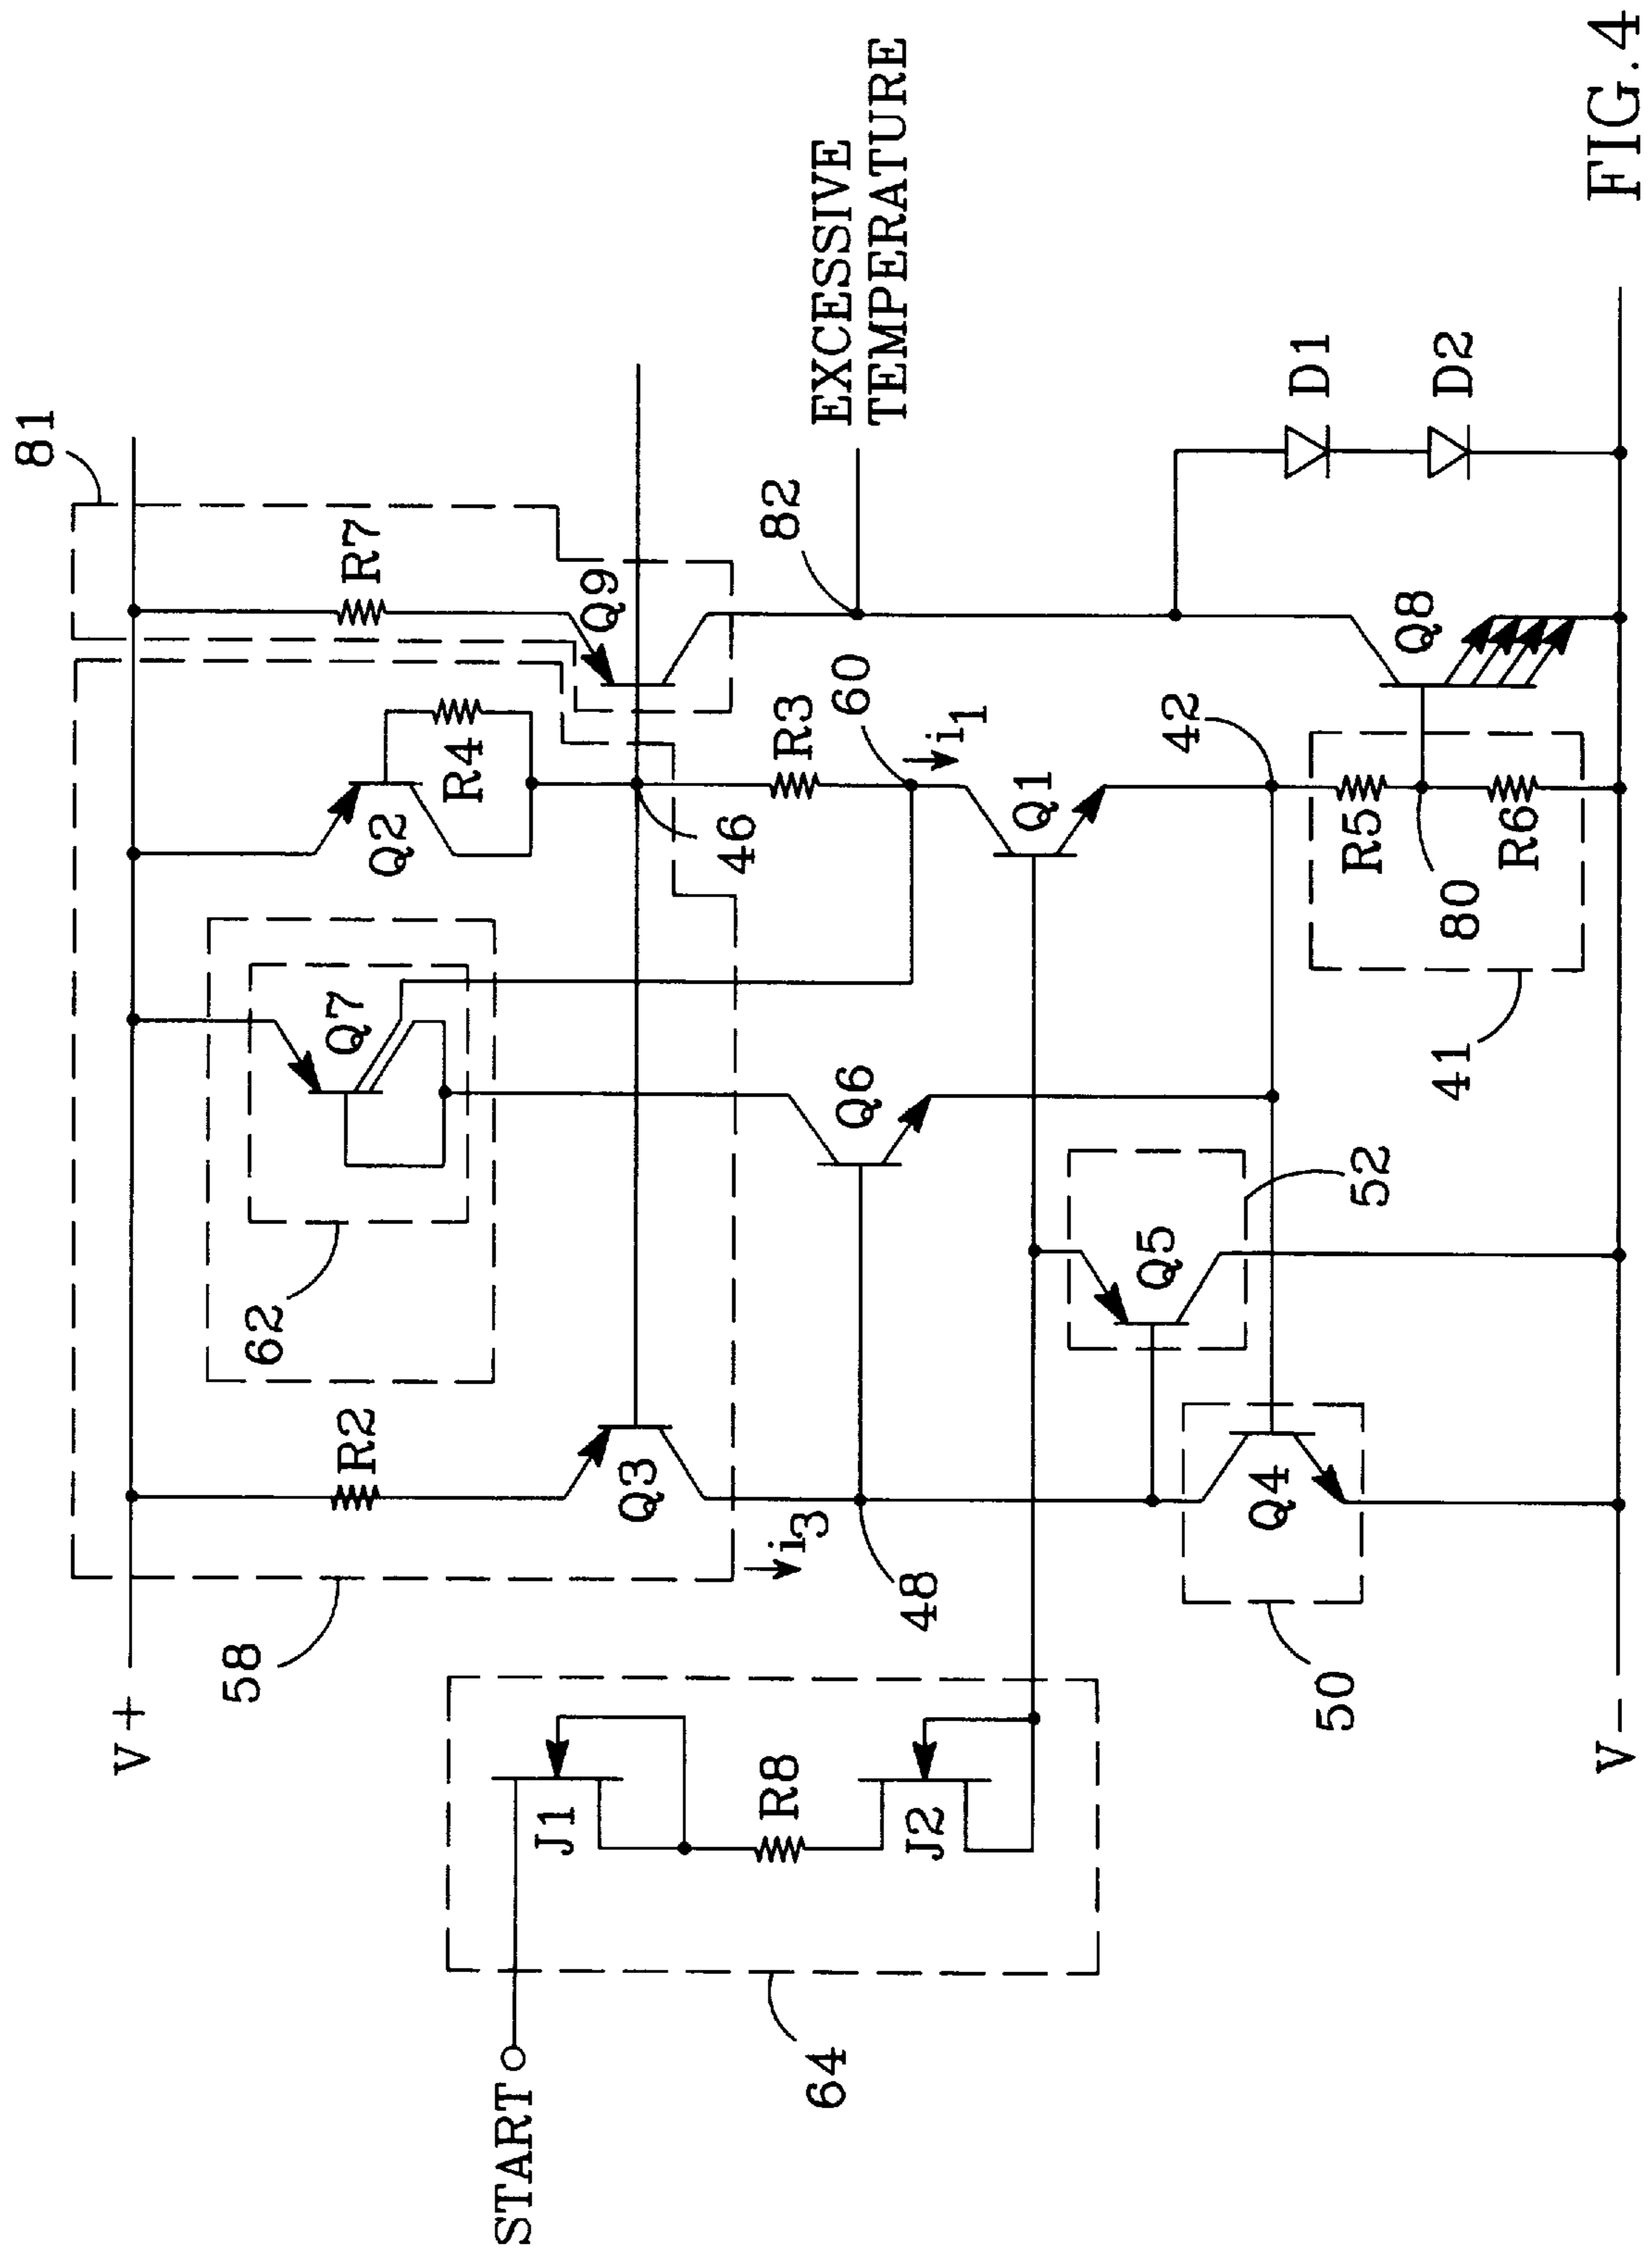 V+
81
R7
Q9
R4
Q2
62
Q7
R2
Q3
58
46
R3
60
82
EXCESSIVE
TEMPERATURE
i1
i3
48
Q6
Q1
42
START
J1
R8
J2
64
Q5
52
Q4
50
R5
80
R6
41
Q8
D1
D2
V-
FIG.4